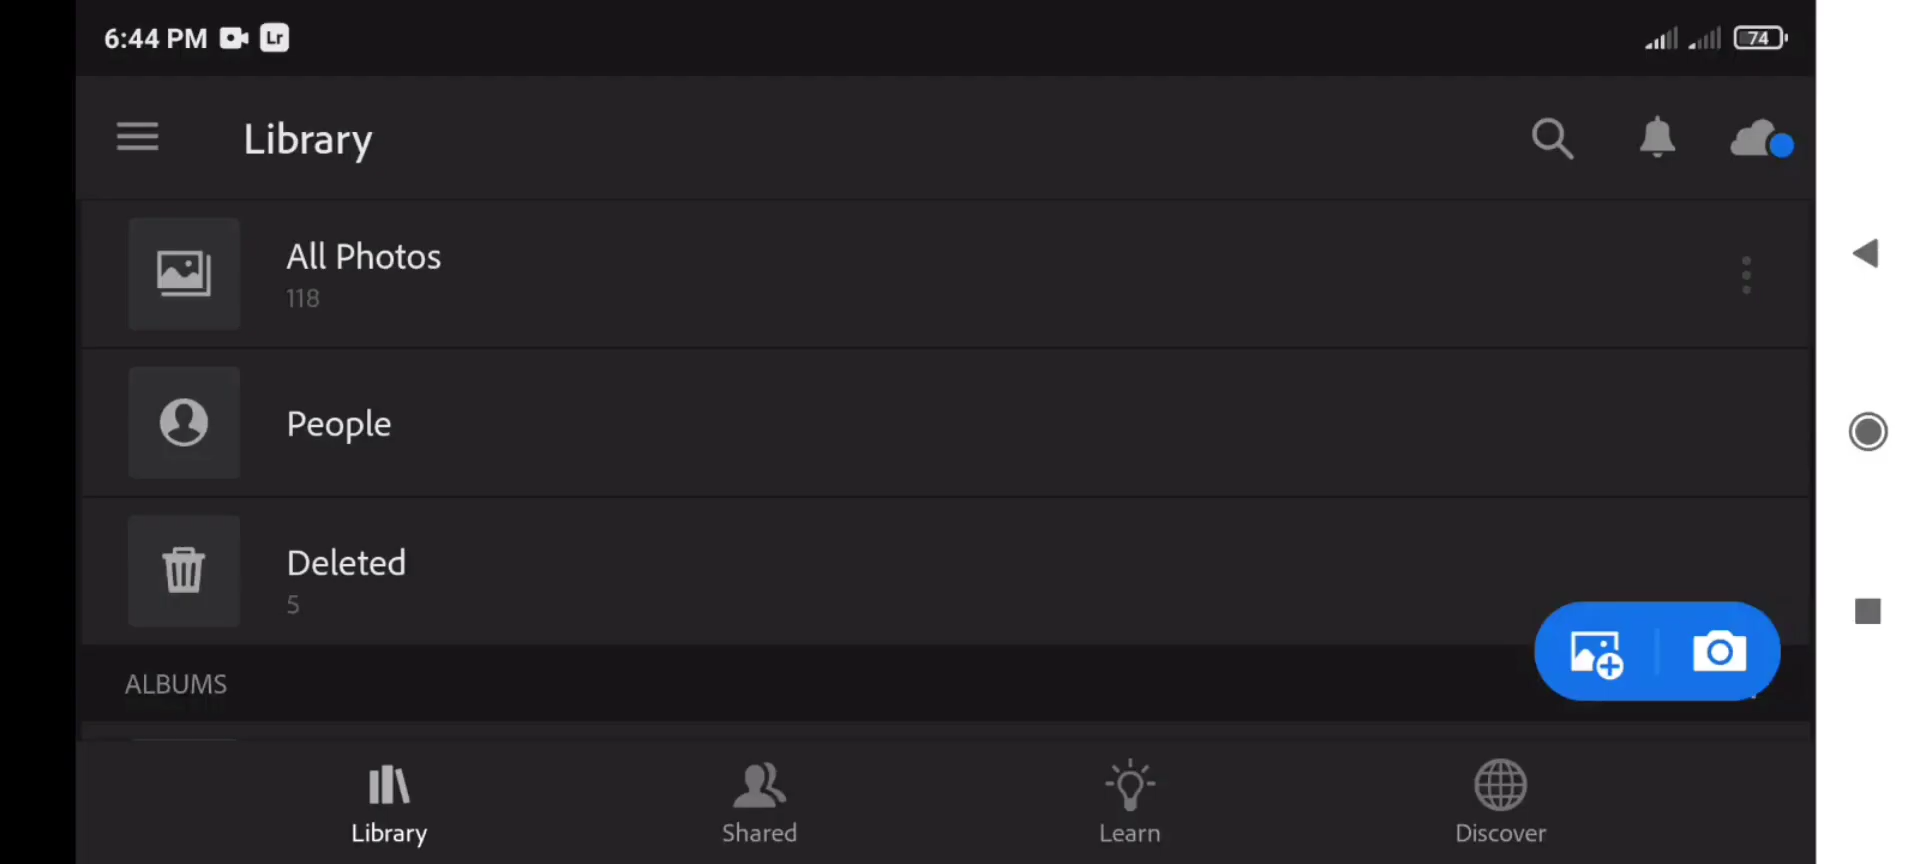 6:44 PM Lr 74
Library
All Photos
118
People
Deleted
5
ALBUMS
Library Shared Learn Discover